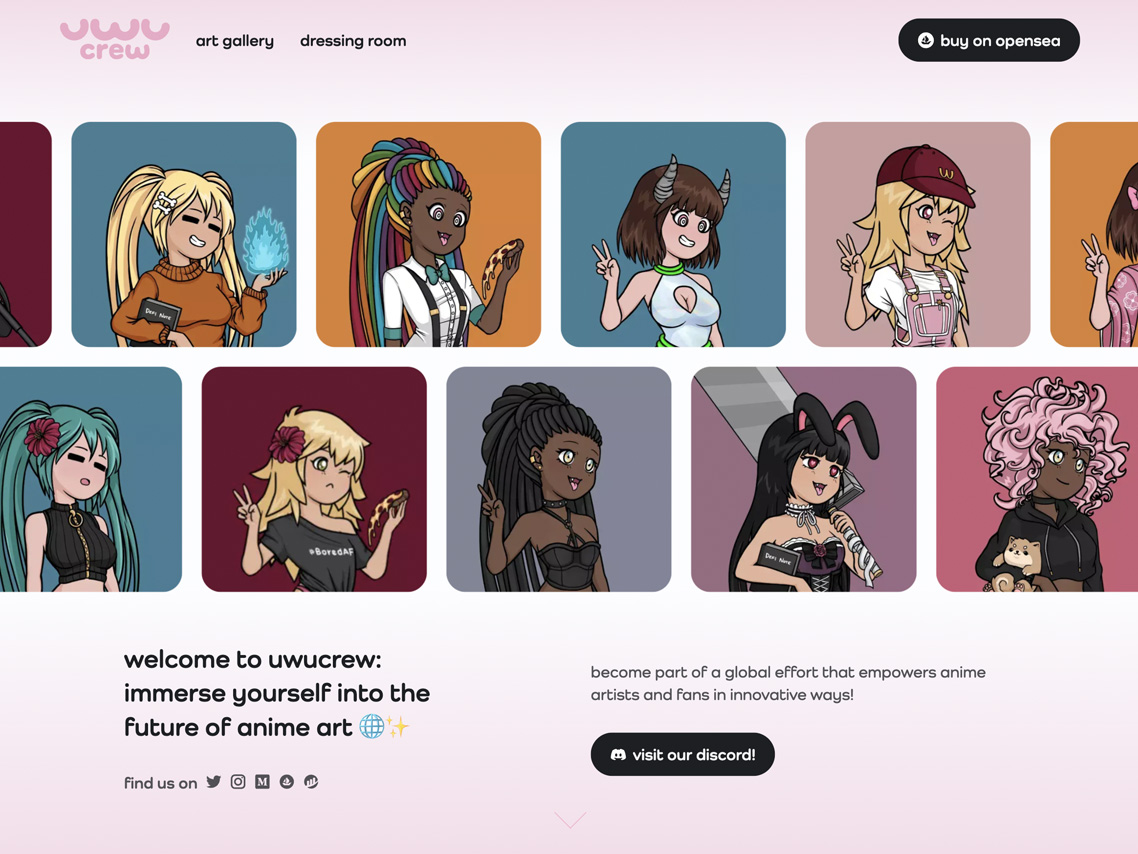 uwu
crew
art gallery
dressing room
buy on opensea
Defi Note
w
#BoredAF
Defi Note
welcome to uwucrew:
immerse yourself into the
future of anime art 🌐✨
become part of a global effort that empowers anime
artists and fans in innovative ways!
visit our discord!
find us on